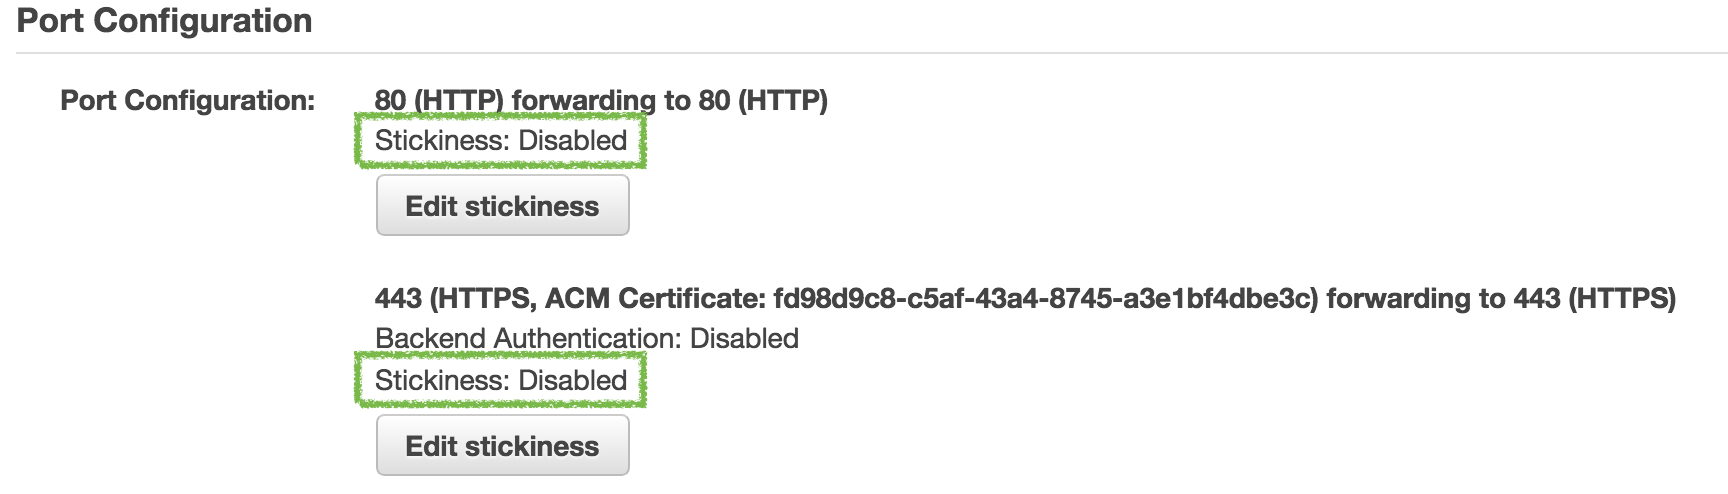 Port Configuration
Port Configuration: 80 (HTTP) forwarding to 80 (HTTP)
Stickiness: Disabled
Edit stickiness
443 (HTTPS, ACM Certificate: fd98d9c8-c5af-43a4-8745-a3e1bf4dbe3c) forwarding to 443 (HTTPS)
Backend Authentication: Disabled
Stickiness: Disabled
Edit stickiness